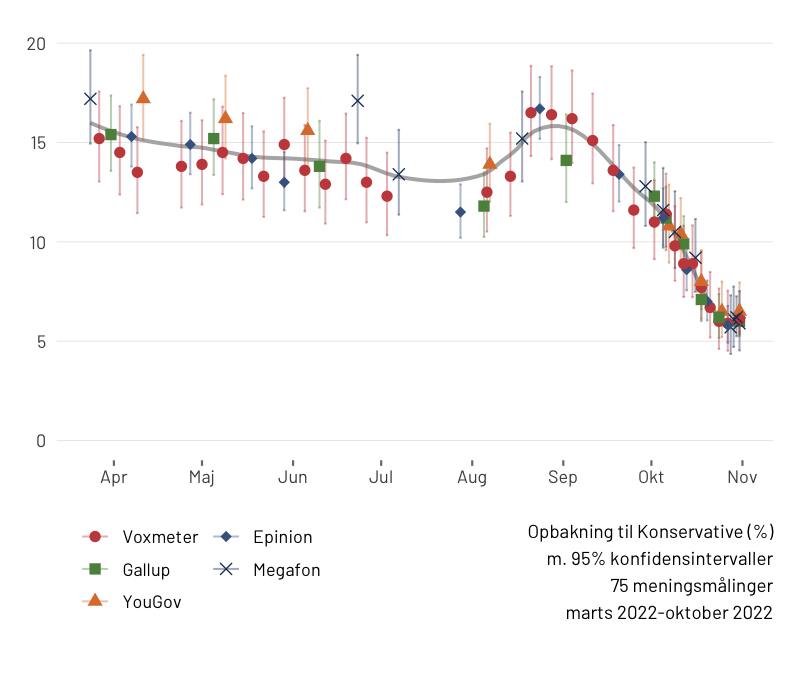 20
15
10
5
0
Apr Maj Jun Jul Aug Sep Okt Nov
Voxmeter Epinion
Gallup Megafon
YouGov
Opbakning til Konservative (%)
m. 95% konfidensintervaller
75 meningsmålinger
marts 2022-oktober 2022